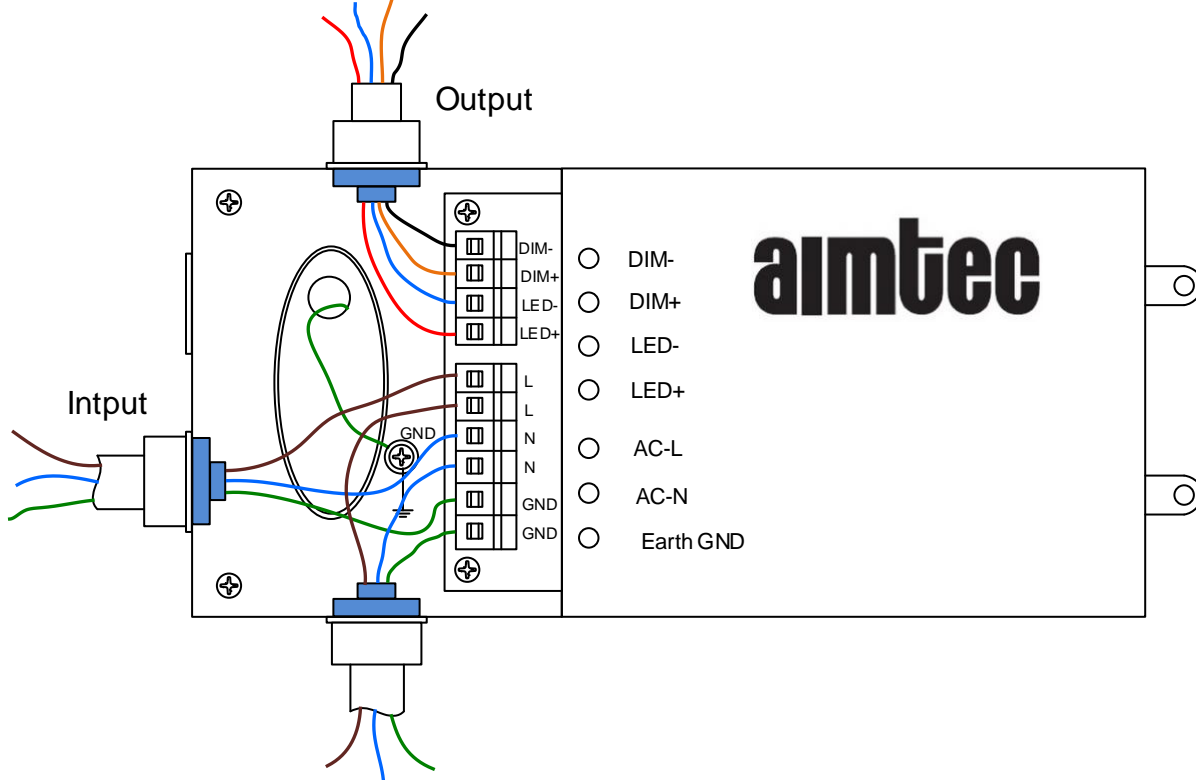 Output
Intput
GND
DIM-
DIM+
LED-
LED+
L
L
N
N
GND
GND
aimtec
DIM-
DIM+
LED-
LED+
AC-L
AC-N
Earth GND